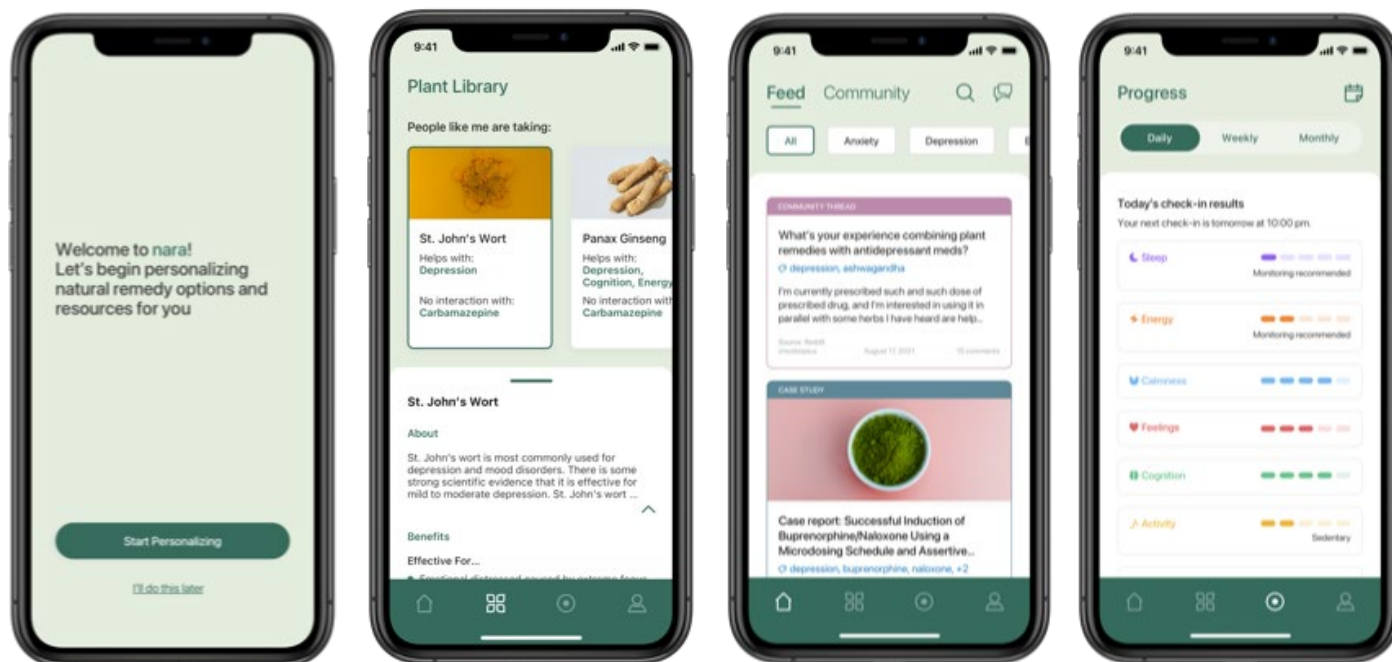 Welcome to nara!
Let's begin personalizing
natural remedy options and
resources for you
Start Personalizing
I'll do this later
9:41
Plant Library
People like me are taking:
St. John's Wort
Helps with:
Depression
No interaction with:
Carbamazepine
Panax Ginseng
Helps with:
Depression,
Cognition, Energy
No interaction with
Carbamazepine
St. John's Wort
About
St. John's wort is most commonly used for
depression and mood disorders. There is some
strong scientific evidence that it is effective for
mild to moderate depression. St. John's wort ...
Benefits
Effective For...
9:41
Feed Community
All Anxiety Depression
COMMUNITY THREAD
What's your experience combining plant
remedies with antidepressant meds?
depression, ashwagandha
I'm currently prescribed such and such dose of
prescribed drug, and I'm interested in using it in
parallel with some herbs I have heard are help...
Source: Reddit
August 17, 2021
CASE STUDY
Case report: Successful Induction of
Buprenorphine/Naloxone Using a
Microdosing Schedule and Assertive...
depression, buprenorphine, naloxone, +2
9:41
Progress
Daily Weekly Monthly
Today's check-in results
Your next check-in is tomorrow at 10:00 pm.
Sleep
Monitoring recommended
Energy
Monitoring recommended
Calmness
Feelings
Cognition
Activity
Sedentary